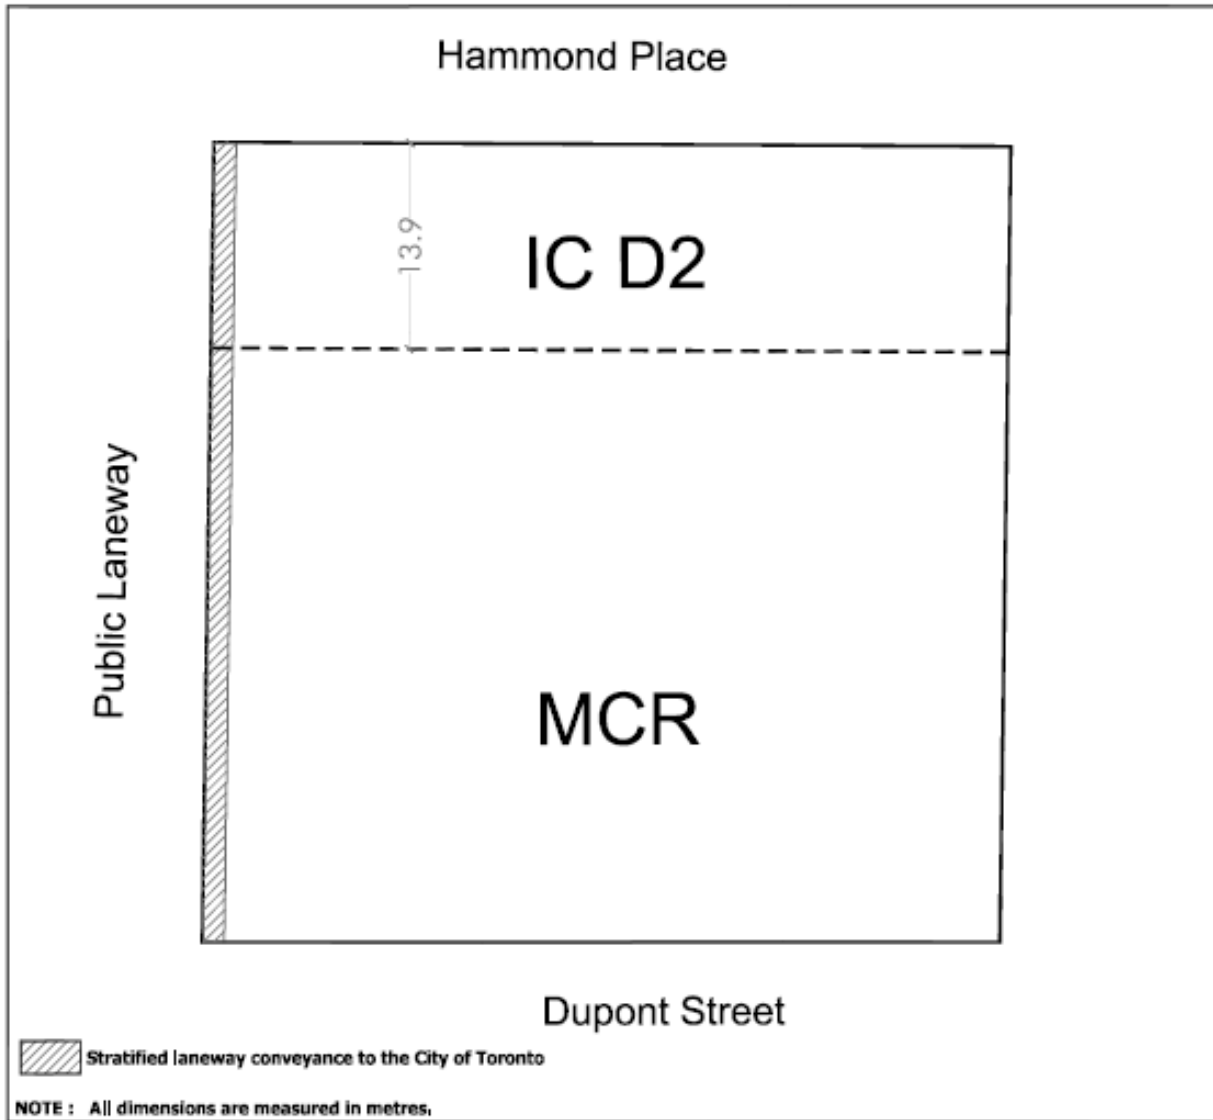 Hammond Place
13.9
IC D2
Public Laneway
MCR
Dupont Street
Stratified laneway conveyance to the City of Toronto
NOTE : All dimensions are measured in metres.